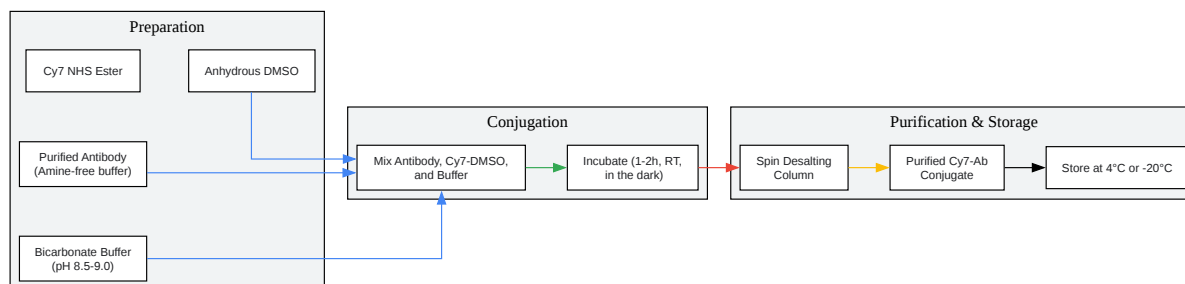 Preparation
Cy7 NHS Ester
Anhydrous DMSO
Purified Antibody
(Amine-free buffer)
Bicarbonate Buffer
(pH 8.5-9.0)
Conjugation
Mix Antibody, Cy7-DMSO,
and Buffer
Incubate (1-2h, RT,
in the dark)
Purification & Storage
Spin Desalting
Column
Purified Cy7-Ab
Conjugate
Store at 4°C or -20°C